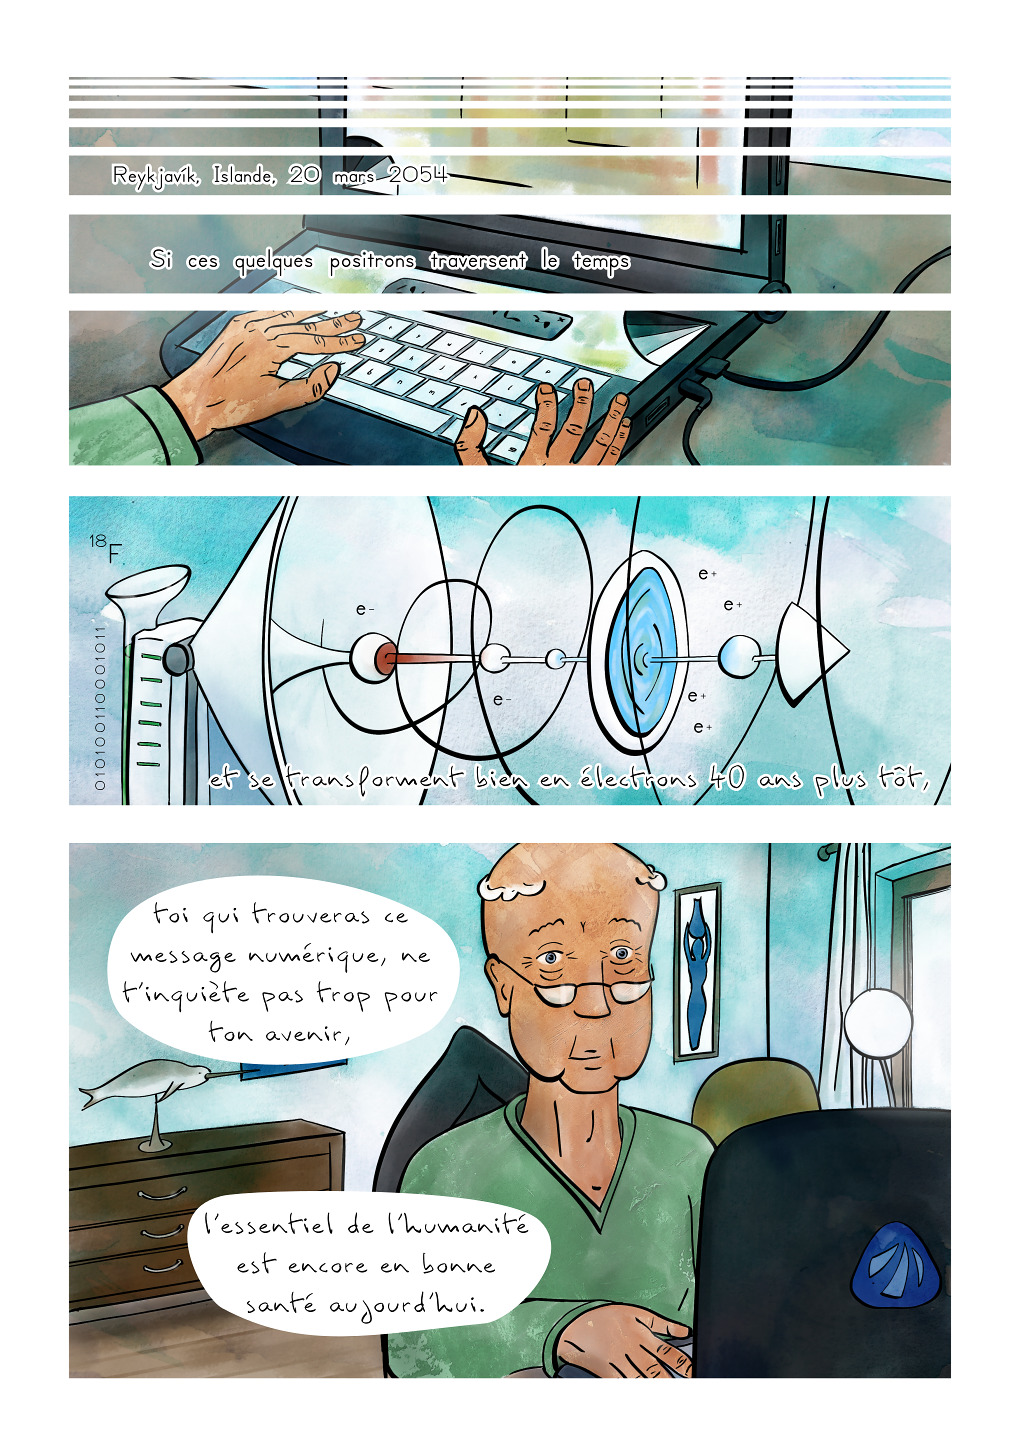 Reykjavík, Islande, 20 mars 2054
Si ces quelques positrons traversent le temps
18F
e-
e+
e+
e-
e+
e+
010100110001011
et se transforment bien en électrons 40 ans plus tôt,
toi qui trouveras ce
message numérique, ne
t'inquiète pas trop pour
ton avenir,
l'essentiel de l'humanité
est encore en bonne
santé aujourd'hui.